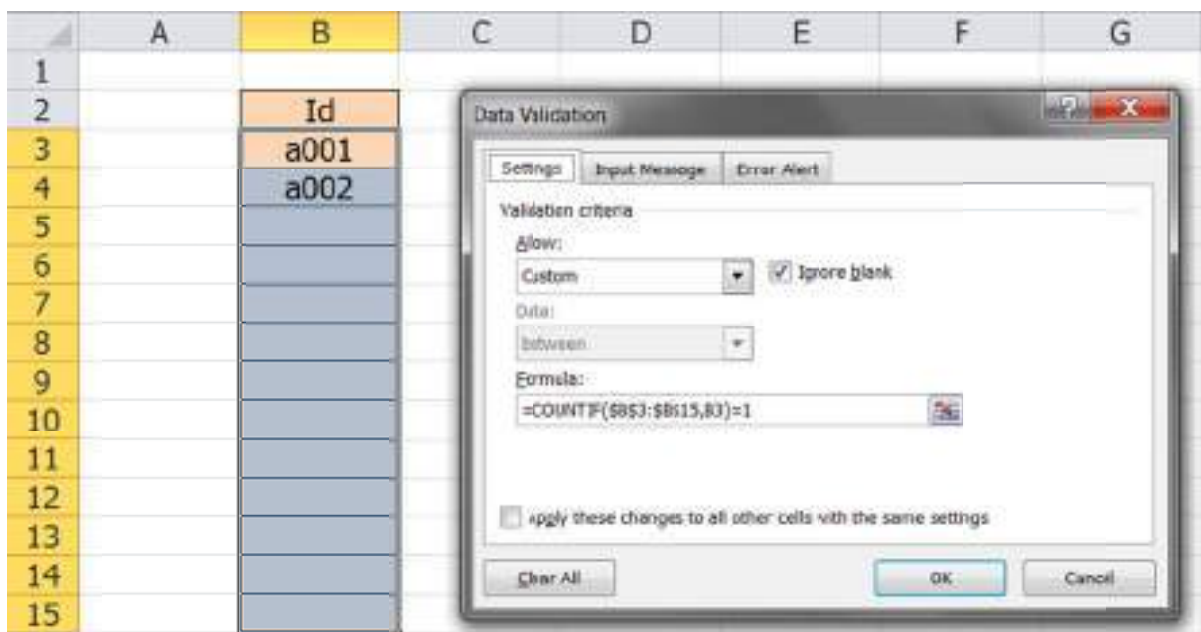 A B C D E F G
1
2 Id
3 a001
4 a002
5
6
7
8
9
10
11
12
13
14
15
Data Validation
Settings Input Message Error Alert
Validation criteria
Allow:
Custom Ignore blank
Data:
between
Formula:
=COUNTIF($B$3:$B$15,B3)=1
Apply these changes to all other cells with the same settings
Clear All OK Cancel